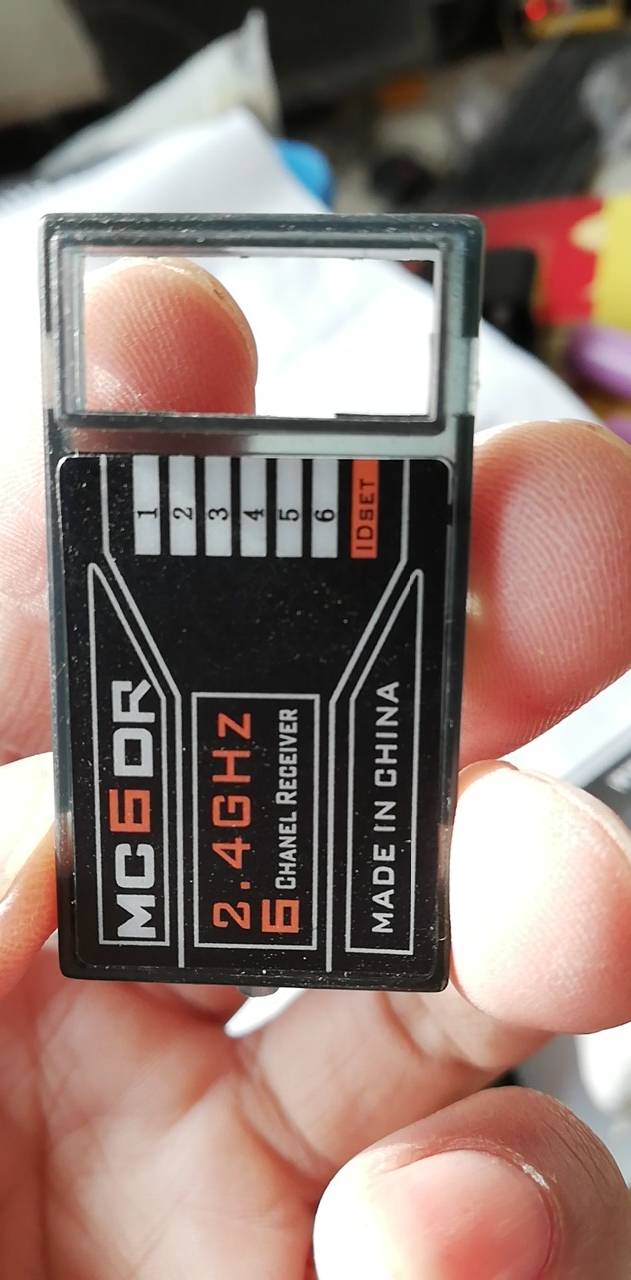 1
2
3
4
5
6
IDSET
MC6DR
2.4GHz
6 CHANEL RECEIVER
MADE IN CHINA